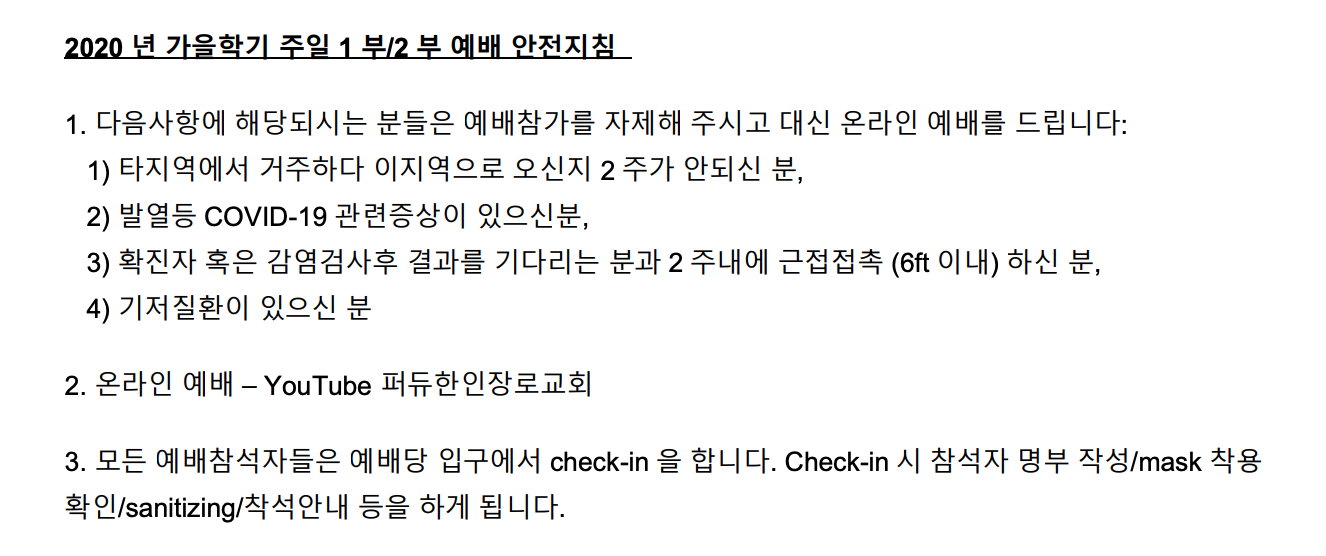 2020 년 가을학기 주일 1 부/2 부 예배 안전지침
1. 다음사항에 해당되시는 분들은 예배참가를 자제해 주시고 대신 온라인 예배를 드립니다:
1) 타지역에서 거주하다 이지역으로 오신지 2 주가 안되신 분,
2) 발열등 COVID-19 관련증상이 있으신분,
3) 확진자 혹은 감염검사후 결과를 기다리는 분과 2 주내에 근접접촉 (6ft 이내) 하신 분,
4) 기저질환이 있으신 분
2. 온라인 예배 – YouTube 퍼듀한인장로교회
3. 모든 예배참석자들은 예배당 입구에서 check-in 을 합니다. Check-in 시 참석자 명부 작성/mask 착용
확인/sanitizing/착석안내 등을 하게 됩니다.